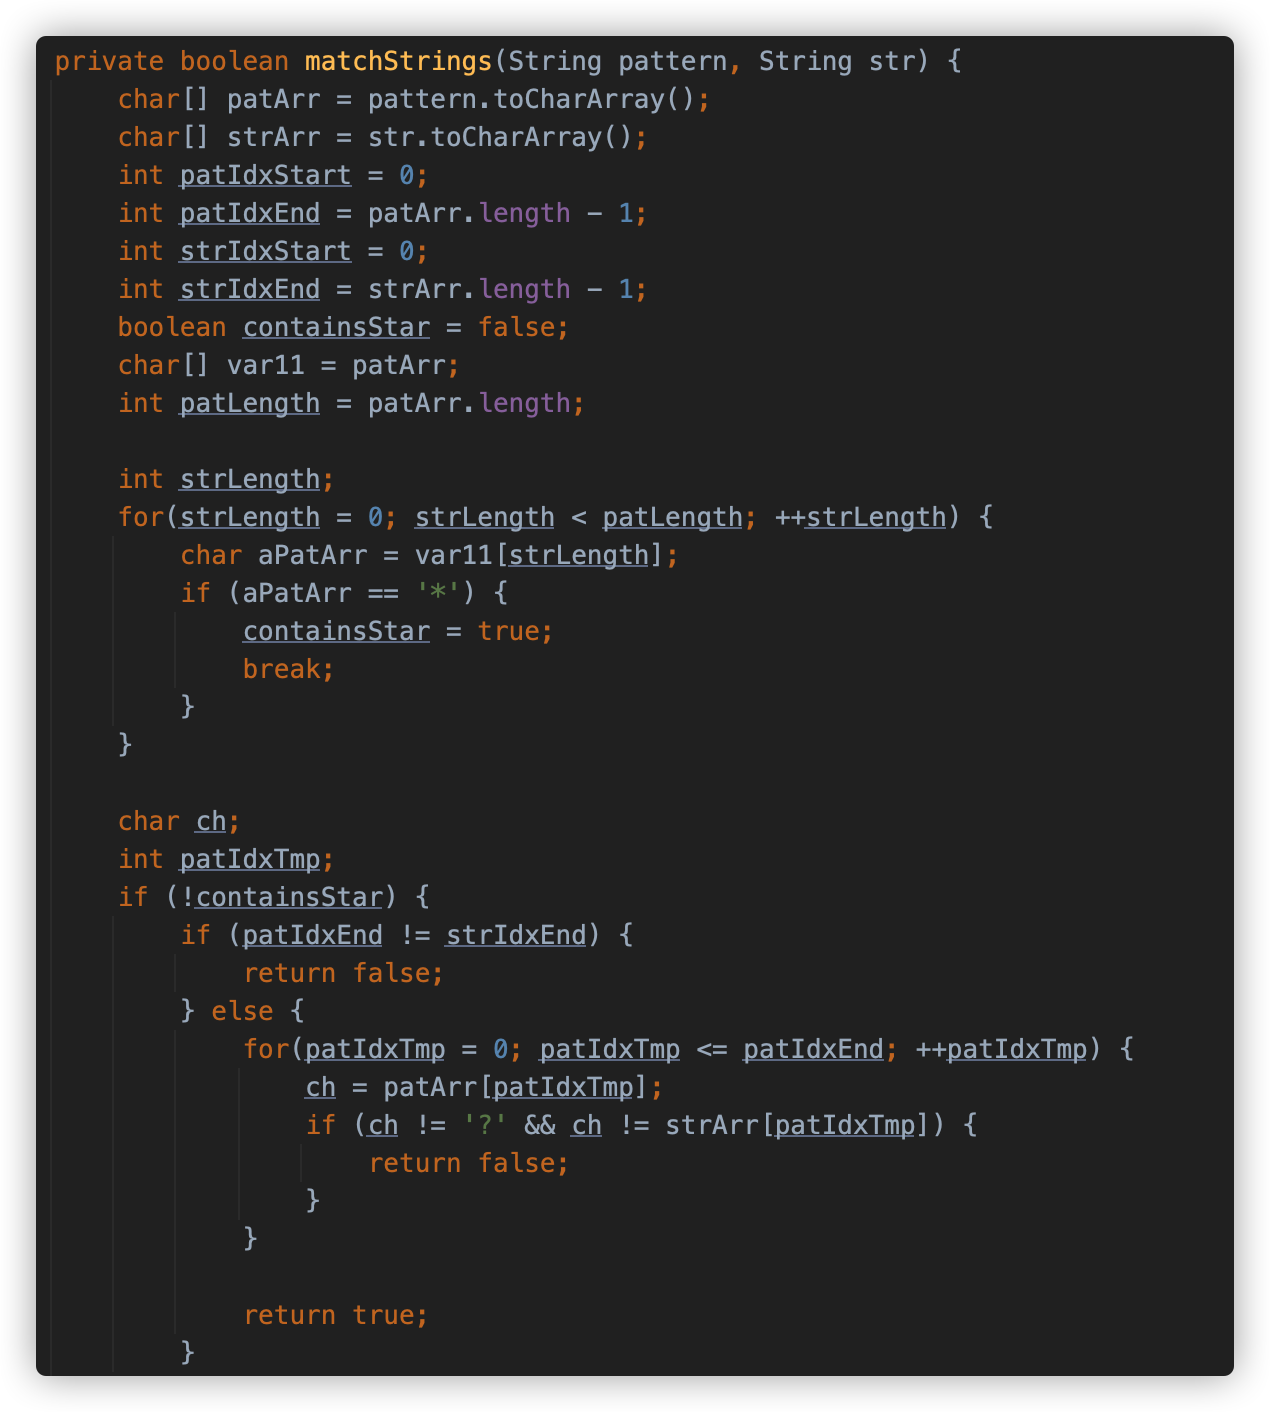 private boolean matchStrings(String pattern, String str) {
    char[] patArr = pattern.toCharArray();
    char[] strArr = str.toCharArray();
    int patIdxStart = 0;
    int patIdxEnd = patArr.length - 1;
    int strIdxStart = 0;
    int strIdxEnd = strArr.length - 1;
    boolean containsStar = false;
    char[] var11 = patArr;
    int patLength = patArr.length;

    int strLength;
    for(strLength = 0; strLength < patLength; ++strLength) {
        char aPatArr = var11[strLength];
        if (aPatArr == '*') {
            containsStar = true;
            break;
        }
    }

    char ch;
    int patIdxTmp;
    if (!containsStar) {
        if (patIdxEnd != strIdxEnd) {
            return false;
        } else {
            for(patIdxTmp = 0; patIdxTmp <= patIdxEnd; ++patIdxTmp) {
                ch = patArr[patIdxTmp];
                if (ch != '?' && ch != strArr[patIdxTmp]) {
                    return false;
                }
            }

            return true;
        }